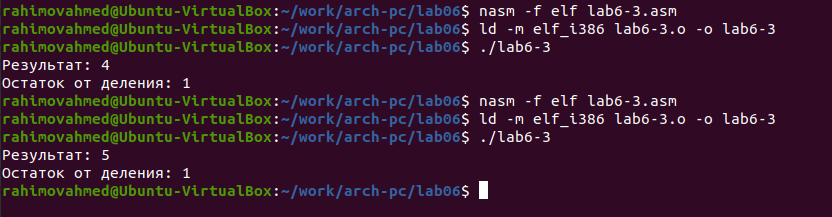 rahimovahmed@Ubuntu-VirtualBox:~/work/arch-pc/lab06$ nasm -f elf lab6-3.asm
rahimovahmed@Ubuntu-VirtualBox:~/work/arch-pc/lab06$ ld -m elf_i386 lab6-3.o -o lab6-3
rahimovahmed@Ubuntu-VirtualBox:~/work/arch-pc/lab06$ ./lab6-3
Результат: 4
Остаток от деления: 1
rahimovahmed@Ubuntu-VirtualBox:~/work/arch-pc/lab06$ nasm -f elf lab6-3.asm
rahimovahmed@Ubuntu-VirtualBox:~/work/arch-pc/lab06$ ld -m elf_i386 lab6-3.o -o lab6-3
rahimovahmed@Ubuntu-VirtualBox:~/work/arch-pc/lab06$ ./lab6-3
Результат: 5
Остаток от деления: 1
rahimovahmed@Ubuntu-VirtualBox:~/work/arch-pc/lab06$